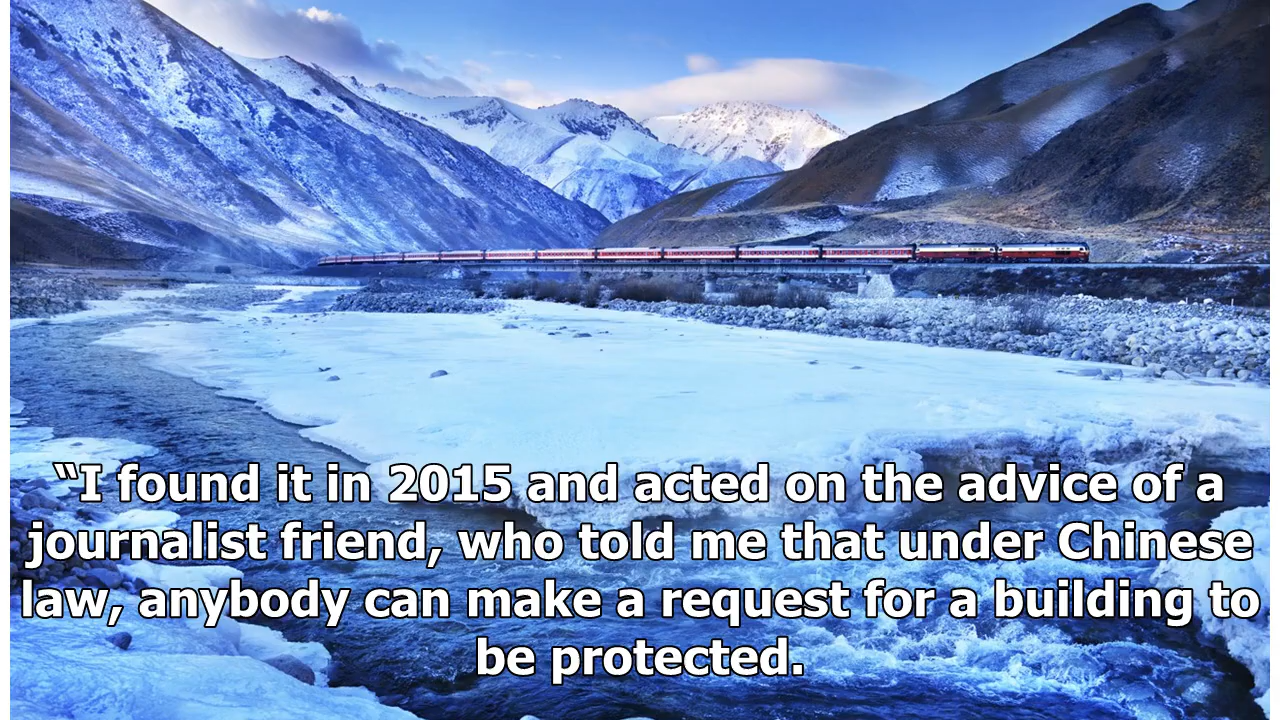 “I found it in 2015 and acted on the advice of a
journalist friend, who told me that under Chinese
law, anybody can make a request for a building to
be protected.